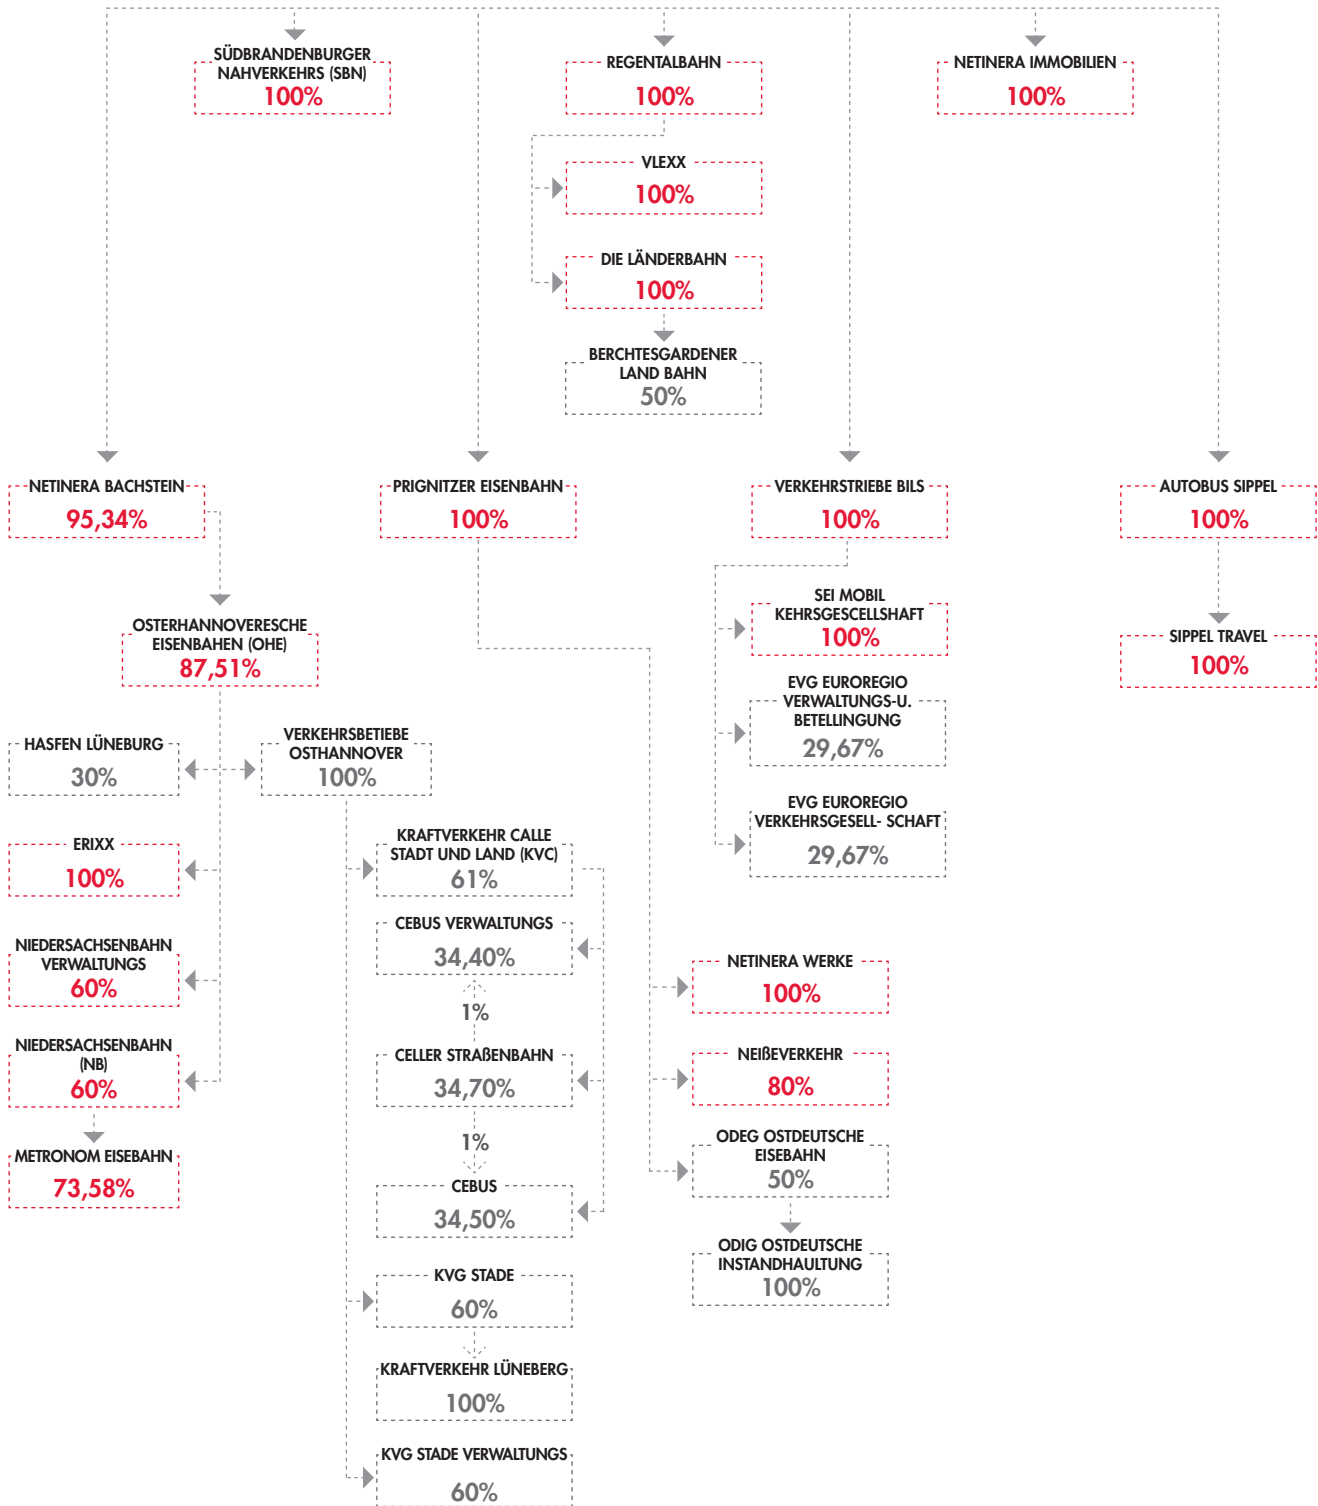 SÜDBRANDENBURGER
NAHVERKEHRS (SBN)
100%
REGENTALBAHN
100%
NETINERA IMMOBILIEN
100%
VLEXX
100%
DIE LÄNDERBAHN
100%
BERCHTESGARDENER
LAND BAHN
50%
NETINERA BACHSTEIN
95,34%
PRIGNITZER EISENBAHN
100%
VERKEHRSTRIEBE BILS
100%
AUTOBUS SIPPEL
100%
OSTERHANNOVERESCHE
EISENBAHEN (OHE)
87,51%
SEI MOBIL
KEHRSGESCELLSHAFT
100%
SIPPEL TRAVEL
100%
EVG EUROREGIO
VERWALTUNGS-U.
BETELLINGUNG
29,67%
HASFEN LÜNEBURG
30%
VERKEHRSBETIEBE
OSTHANNOVER
100%
EVG EUROREGIO
VERKEHRSGESELL- SCHAFT
29,67%
ERIXX
100%
KRAFTVERKEHR CALLE
STADT UND LAND (KVC)
61%
CEBUS VERWALTUNGS
34,40%
NIEDERSACHSENBAHN
VERWALTUNGS
60%
NETINERA WERKE
100%
1%
NIEDERSACHSENBAHN
(NB)
60%
CELLER STRAßENBAHN
34,70%
NEIßEVERKEHR
80%
1%
METRONOM EISEBAHN
73,58%
CEBUS
34,50%
ODEG OSTDEUTSCHE
EISEBAHN
50%
ODIG OSTDEUTSCHE
INSTANDHAULTUNG
100%
KVG STADE
60%
KRAFTVERKEHR LÜNEBERG
100%
KVG STADE VERWALTUNGS
60%